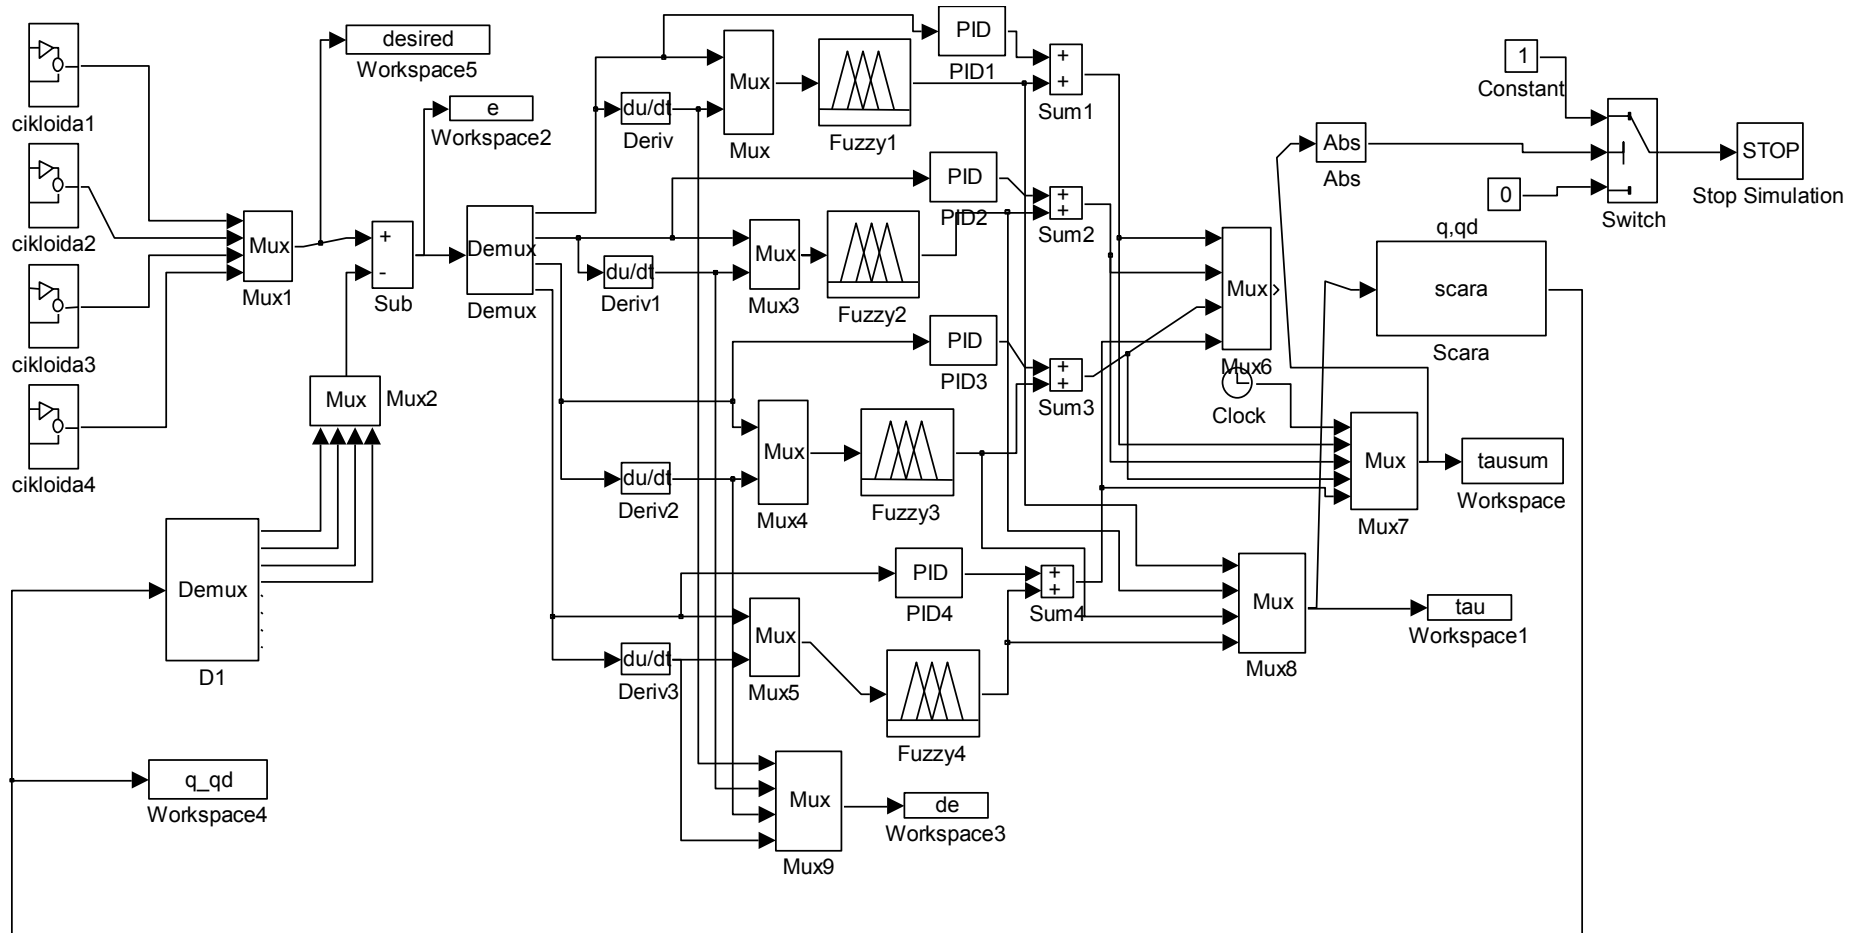 cikloida1
cikloida2
cikloida3
cikloida4
Mux
Mux1
desired
Workspace5
e
Workspace2
+
-
Sub
Mux
Mux2
Demux
D1
q_qd
Workspace4
Demux
Demux
du/dt
Deriv
du/dt
Deriv1
du/dt
Deriv2
du/dt
Deriv3
Mux
Mux
Mux
Mux3
Mux
Mux4
Mux
Mux5
Mux
Mux9
de
Workspace3
Fuzzy1
Fuzzy2
Fuzzy3
Fuzzy4
PID
PID1
PID
PID2
PID
PID3
PID
PID4
+
+
Sum1
+
+
Sum2
+
+
Sum3
+
+
Sum4
Mux
Mux6
Clock
Mux
Mux7
tausum
Workspace
Mux
Mux8
tau
Workspace1
Abs
Abs
1
Constant
0
Switch
STOP
Stop Simulation
q,qd
scara
Scara